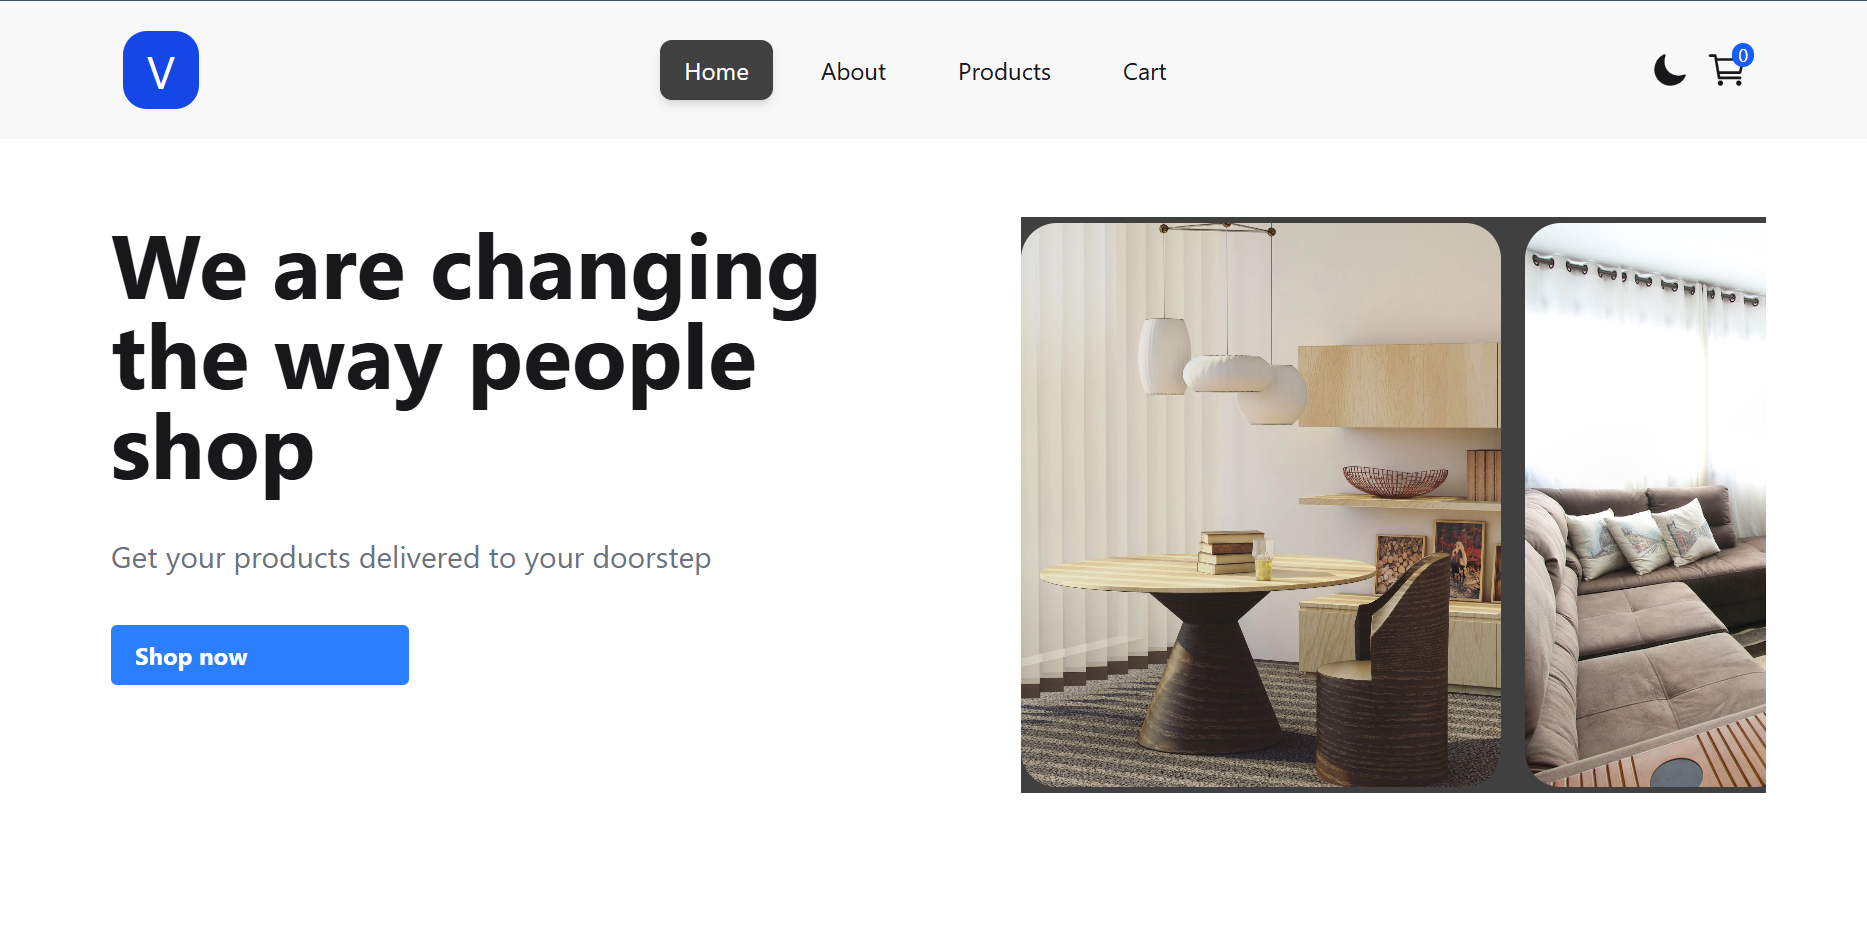 V
Home
About
Products
Cart
0
We are changing
the way people
shop
Get your products delivered to your doorstep
Shop now